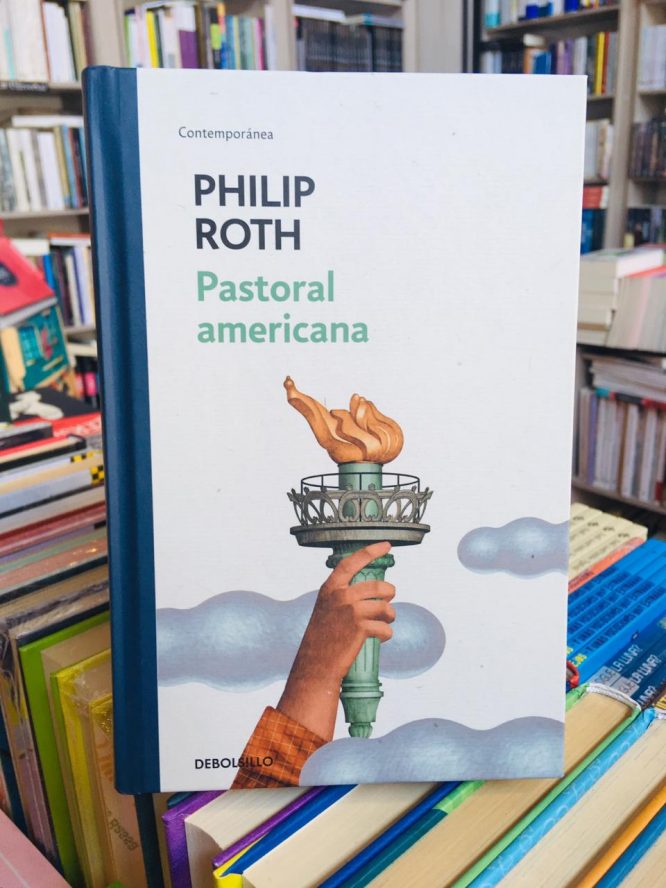 Contemporánea
PHILIP
ROTH
Pastoral
americana
DEBOLSILLO